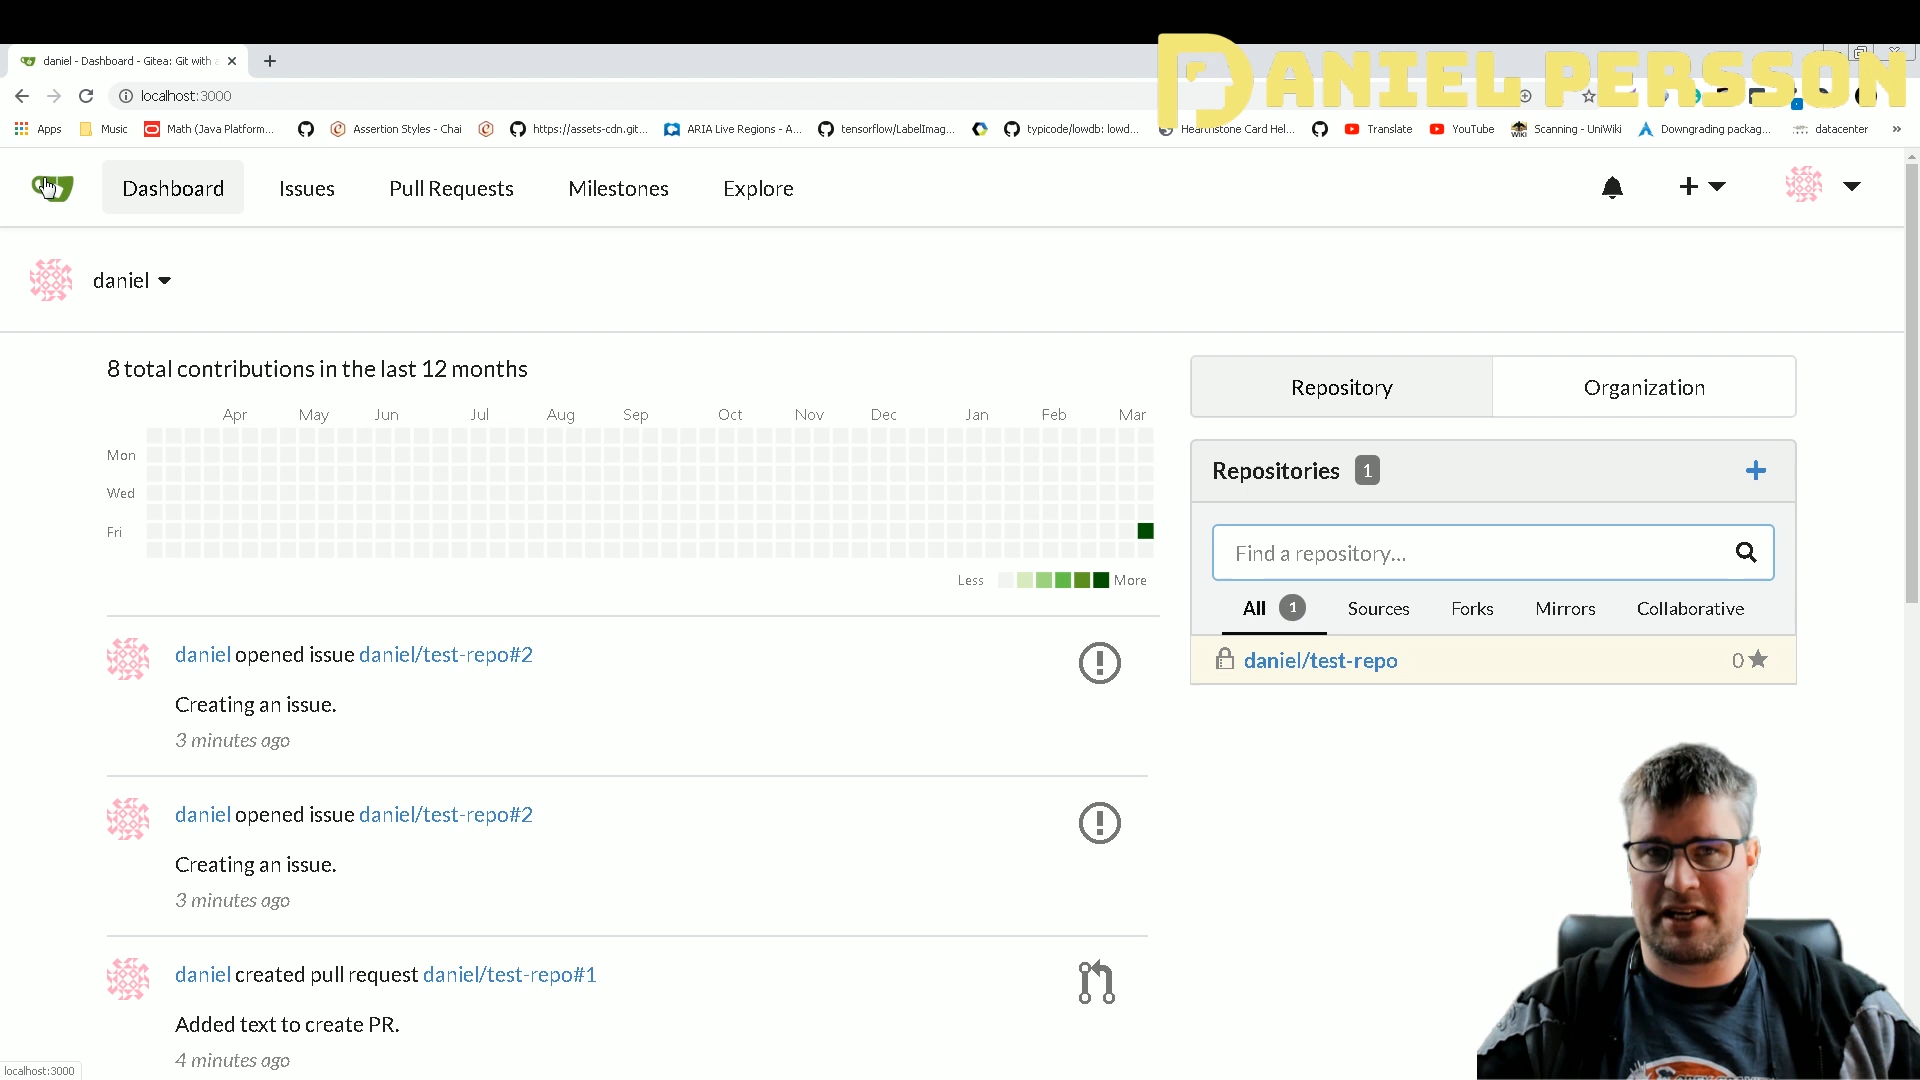 daniel - Dashboard - Gitea: Git with a
DANIEL PERSSON
localhost:3000
Apps
Music
Math (Java Platform...
Assertion Styles - Chai
https://assets-cdn.git...
ARIA Live Regions - A...
tensorflow/LabelImag...
typicode/lowdb: lowd...
Hearthstone Card Hel...
Translate
YouTube
Scanning - UniWiki
Downgrading packag...
datacenter
»
Dashboard
Issues
Pull Requests
Milestones
Explore
daniel
8 total contributions in the last 12 months
Apr May Jun Jul Aug Sep Oct Nov Dec Jan Feb Mar
Mon
Wed
Fri
Less
More
Repository
Organization
Repositories 1
Find a repository...
All 1
Sources
Forks
Mirrors
Collaborative
daniel/test-repo
0
daniel opened issue daniel/test-repo#2
Creating an issue.
3 minutes ago
daniel opened issue daniel/test-repo#2
Creating an issue.
3 minutes ago
daniel created pull request daniel/test-repo#1
Added text to create PR.
4 minutes ago
localhost:3000